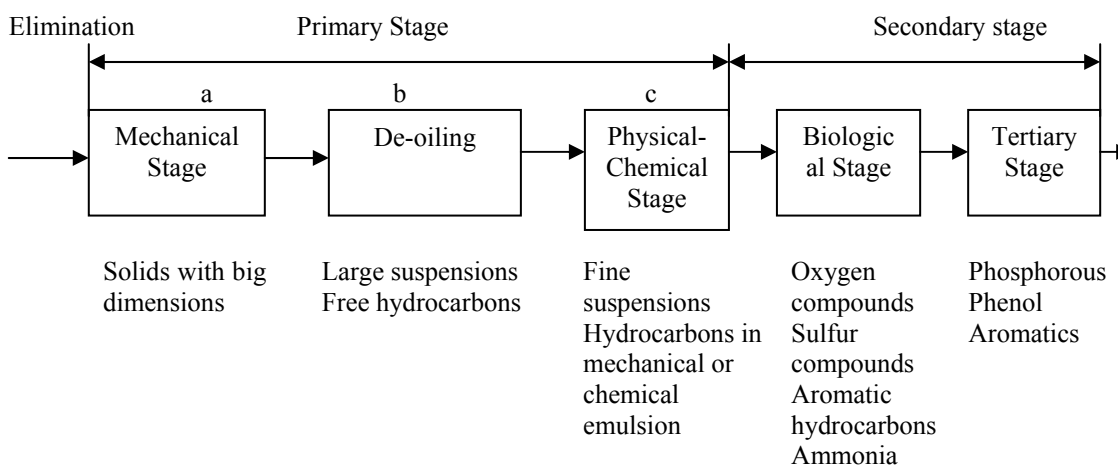 Elimination
Primary Stage
Secondary stage
a
b
c
Mechanical
Stage
De-oiling
Physical-
Chemical
Stage
Biologic
al Stage
Tertiary
Stage
Solids with big
dimensions
Large suspensions
Free hydrocarbons
Fine
suspensions
Hydrocarbons in
mechanical or
chemical
emulsion
Oxygen
compounds
Sulfur
compounds
Aromatic
hydrocarbons
Ammonia
Phosphorous
Phenol
Aromatics